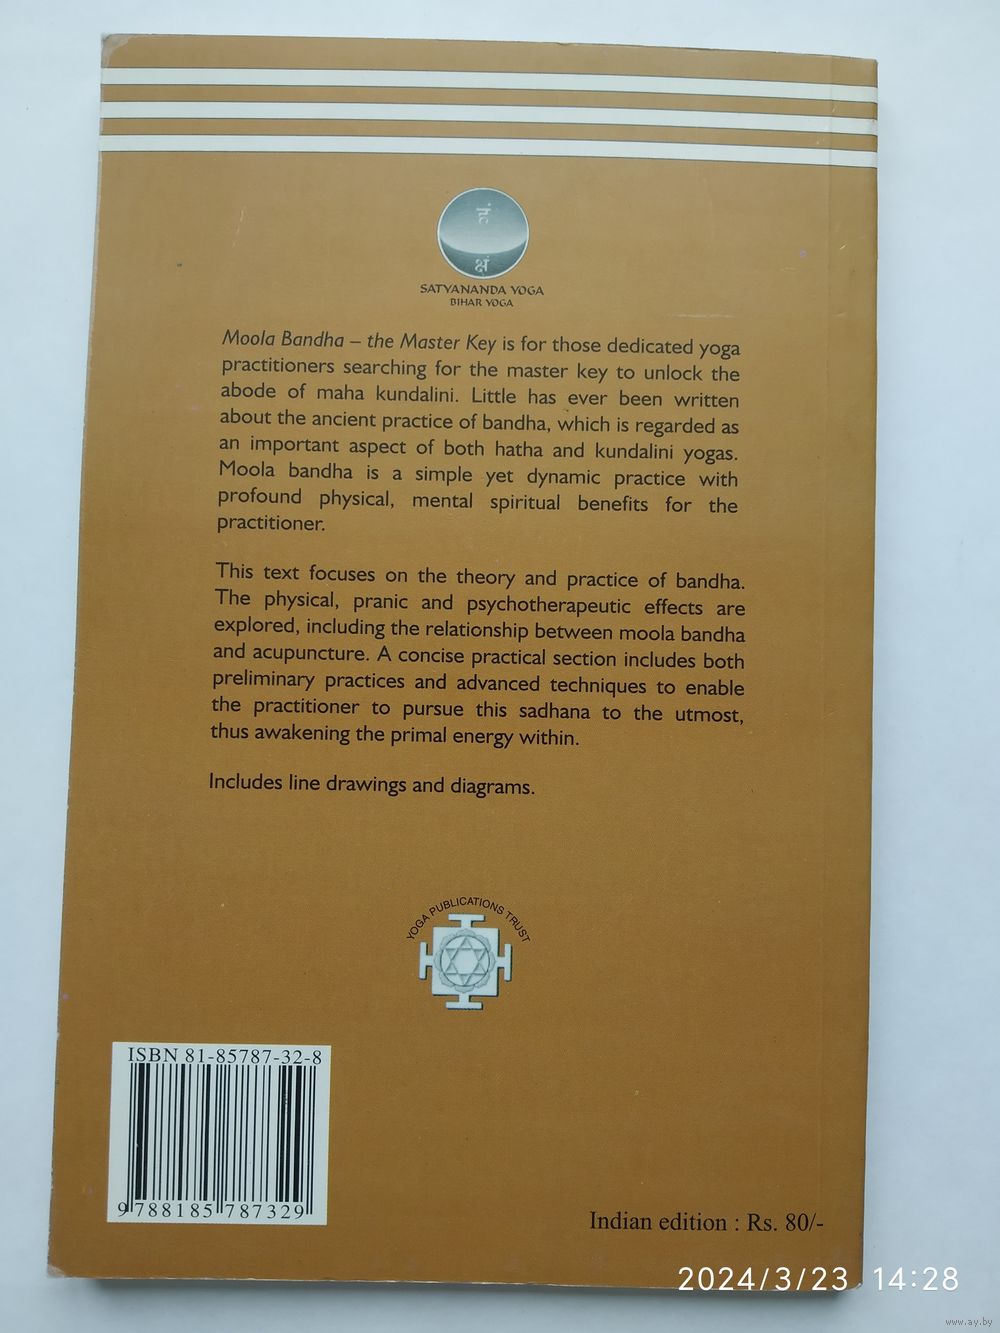 हं
क्षं
SATYANANDA YOGA
BIHAR YOGA
Moola Bandha – the Master Key is for those dedicated yoga
practitioners searching for the master key to unlock the
abode of maha kundalini. Little has ever been written
about the ancient practice of bandha, which is regarded as
an important aspect of both hatha and kundalini yogas.
Moola bandha is a simple yet dynamic practice with
profound physical, mental spiritual benefits for the
practitioner.
This text focuses on the theory and practice of bandha.
The physical, pranic and psychotherapeutic effects are
explored, including the relationship between moola bandha
and acupuncture. A concise practical section includes both
preliminary practices and advanced techniques to enable
the practitioner to pursue this sadhana to the utmost,
thus awakening the primal energy within.
Includes line drawings and diagrams.
YOGA PUBLICATIONS TRUST
ISBN 81-85787-32-8
9 788185 787329
Indian edition : Rs. 80/-
2024/3/23 14:28
www.ay.by